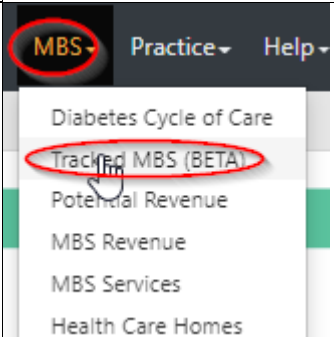 MBS Practice Help
Diabetes Cycle of Care
Tracked MBS (BETA)
Potential Revenue
MBS Revenue
MBS Services
Health Care Homes